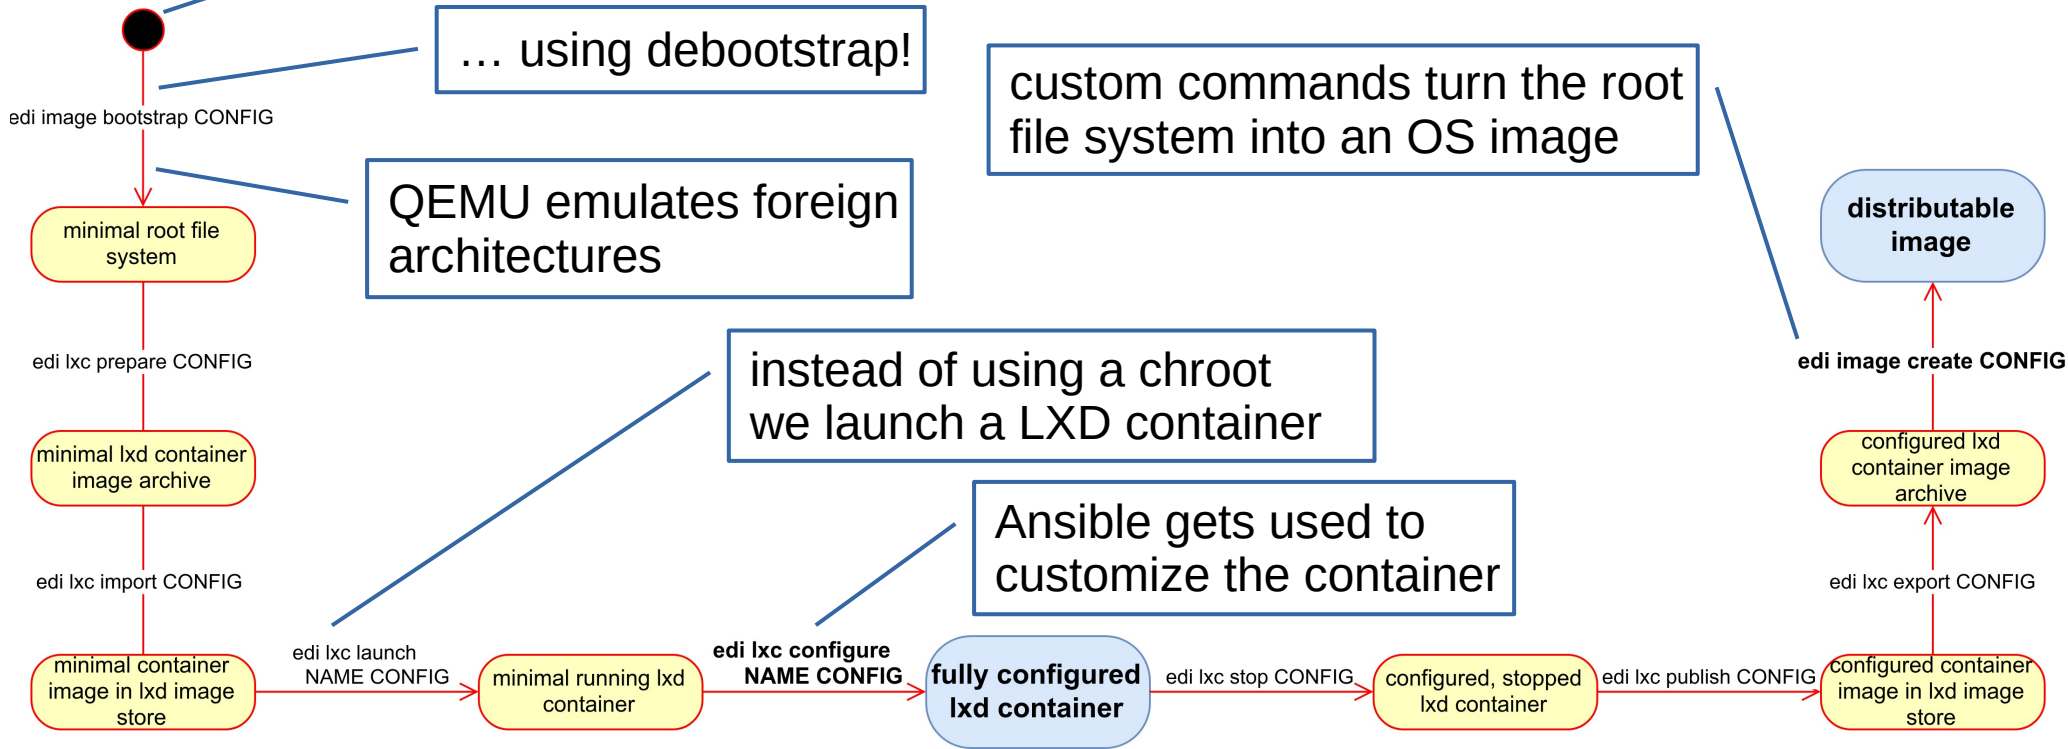 … using debootstrap!
edi image bootstrap CONFIG
custom commands turn the root
file system into an OS image
QEMU emulates foreign
architectures
minimal root file
system
distributable
image
edi lxc prepare CONFIG
instead of using a chroot
we launch a LXD container
edi image create CONFIG
minimal lxd container
image archive
configured lxd
container image
archive
Ansible gets used to
customize the container
edi lxc import CONFIG
edi lxc export CONFIG
minimal container
image in lxd image
store
edi lxc launch
NAME CONFIG
minimal running lxd
container
edi lxc configure
NAME CONFIG
fully configured
lxd container
edi lxc stop CONFIG
configured, stopped
lxd container
edi lxc publish CONFIG
configured container
image in lxd image
store